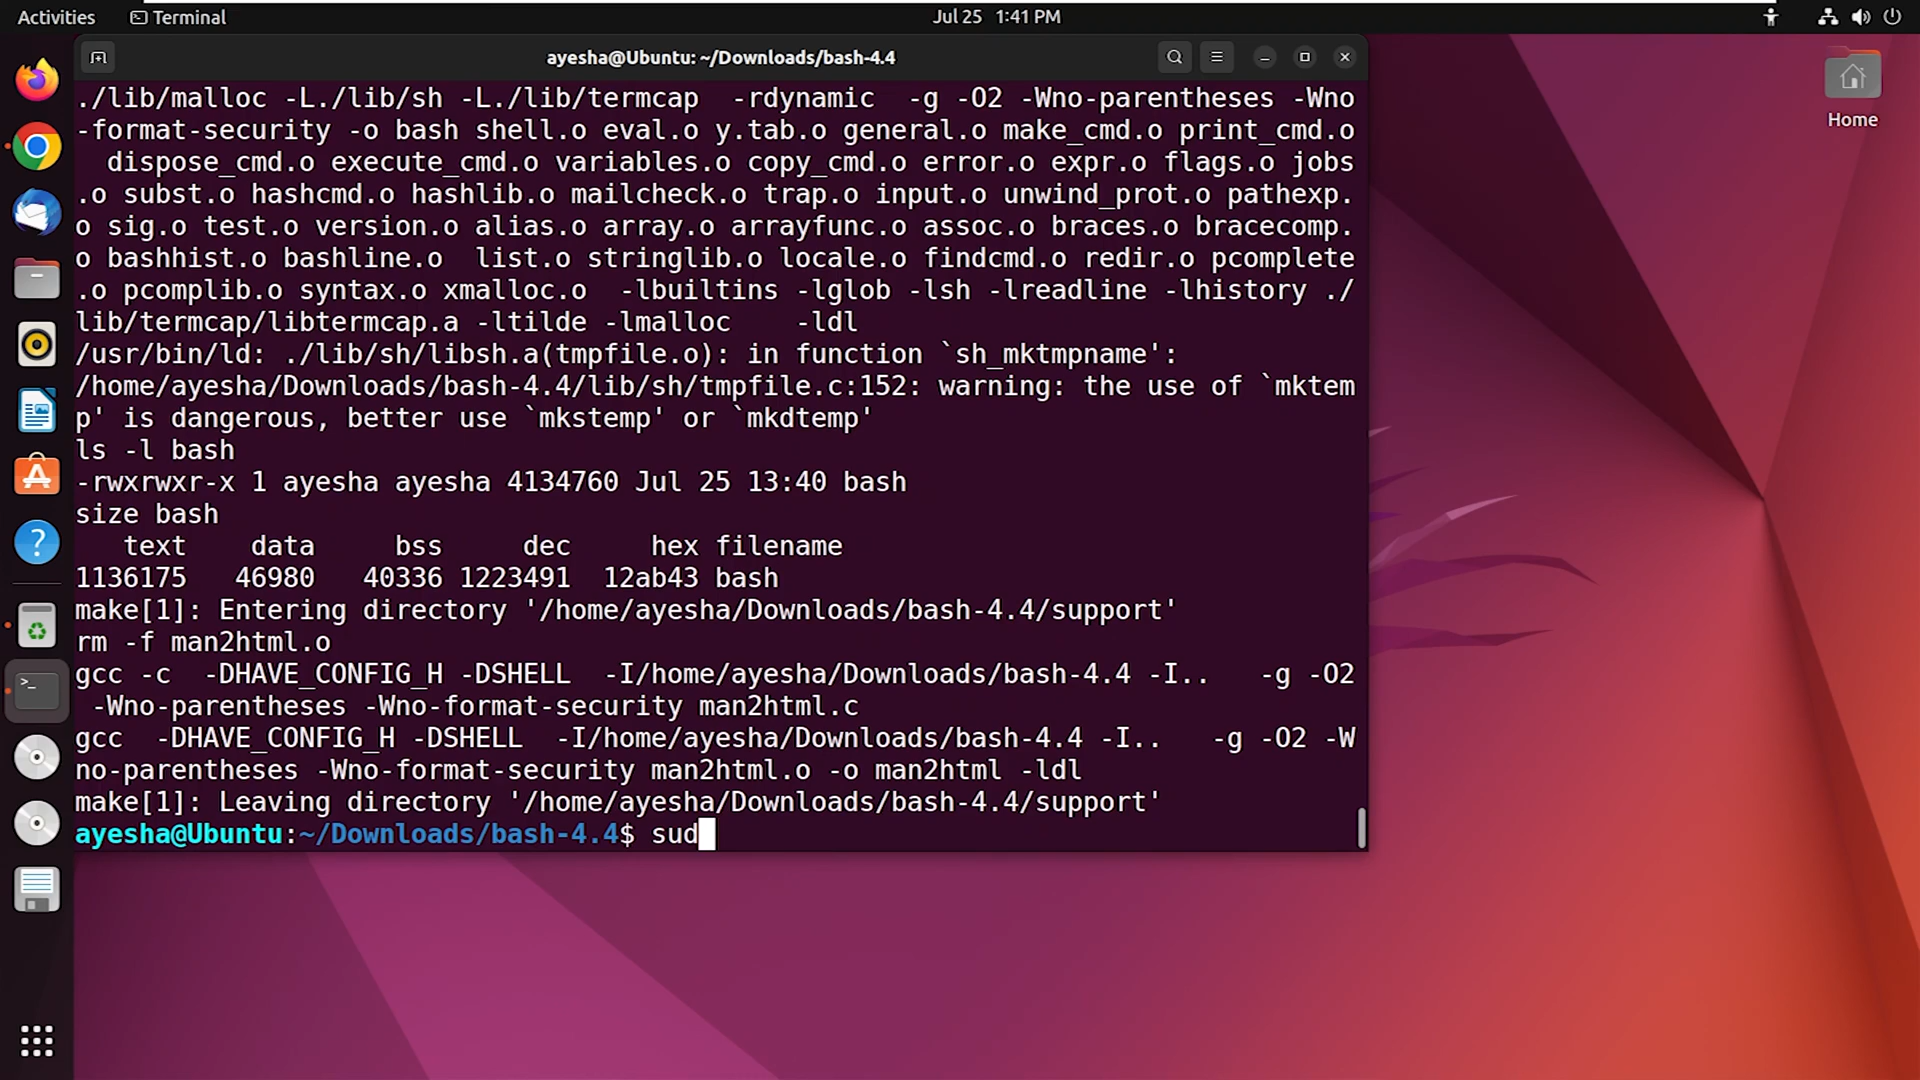 Activities Terminal Jul 25 1:41 PM
ayesha@Ubuntu: ~/Downloads/bash-4.4
Home
./lib/malloc -L./lib/sh -L./lib/termcap  -rdynamic  -g -O2 -Wno-parentheses -Wno
-format-security -o bash shell.o eval.o y.tab.o general.o make_cmd.o print_cmd.o
  dispose_cmd.o execute_cmd.o variables.o copy_cmd.o error.o expr.o flags.o jobs
.o subst.o hashcmd.o hashlib.o mailcheck.o trap.o input.o unwind_prot.o pathexp.
o sig.o test.o version.o alias.o array.o arrayfunc.o assoc.o braces.o bracecomp.
o bashhist.o bashline.o  list.o stringlib.o locale.o findcmd.o redir.o pcomplete
.o pcomplib.o syntax.o xmalloc.o  -lbuiltins -lglob -lsh -lreadline -lhistory ./
lib/termcap/libtermcap.a -ltilde -lmalloc    -ldl
/usr/bin/ld: ./lib/sh/libsh.a(tmpfile.o): in function `sh_mktmpname':
/home/ayesha/Downloads/bash-4.4/lib/sh/tmpfile.c:152: warning: the use of `mktem
p' is dangerous, better use `mkstemp' or `mkdtemp'
ls -l bash
-rwxrwxr-x 1 ayesha ayesha 4134760 Jul 25 13:40 bash
size bash
   text    data     bss     dec     hex filename
1136175   46980   40336 1223491  12ab43 bash
make[1]: Entering directory '/home/ayesha/Downloads/bash-4.4/support'
rm -f man2html.o
gcc -c  -DHAVE_CONFIG_H -DSHELL  -I/home/ayesha/Downloads/bash-4.4 -I..   -g -O2
 -Wno-parentheses -Wno-format-security man2html.c
gcc  -DHAVE_CONFIG_H -DSHELL  -I/home/ayesha/Downloads/bash-4.4 -I..   -g -O2 -W
no-parentheses -Wno-format-security man2html.o -o man2html -ldl
make[1]: Leaving directory '/home/ayesha/Downloads/bash-4.4/support'
ayesha@Ubuntu:~/Downloads/bash-4.4$ sud